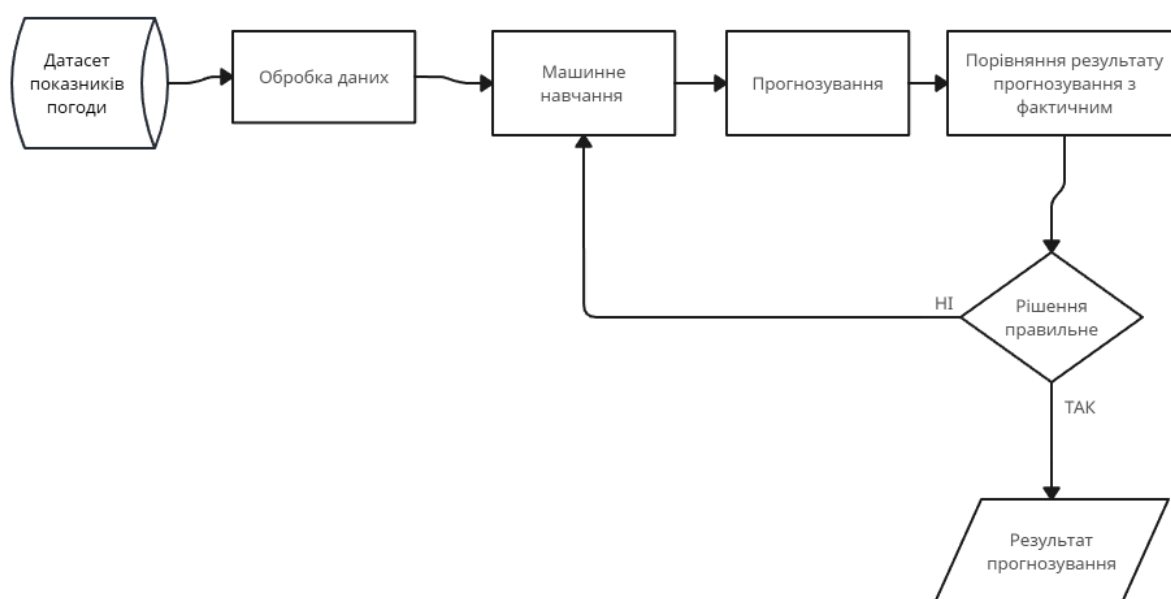 Датасет
показників
погоди
Обробка даних
Машинне
навчання
Прогнозування
Порівняння результату
прогнозування з
фактичним
НІ
Рішення
правильне
ТАК
Результат
прогнозування